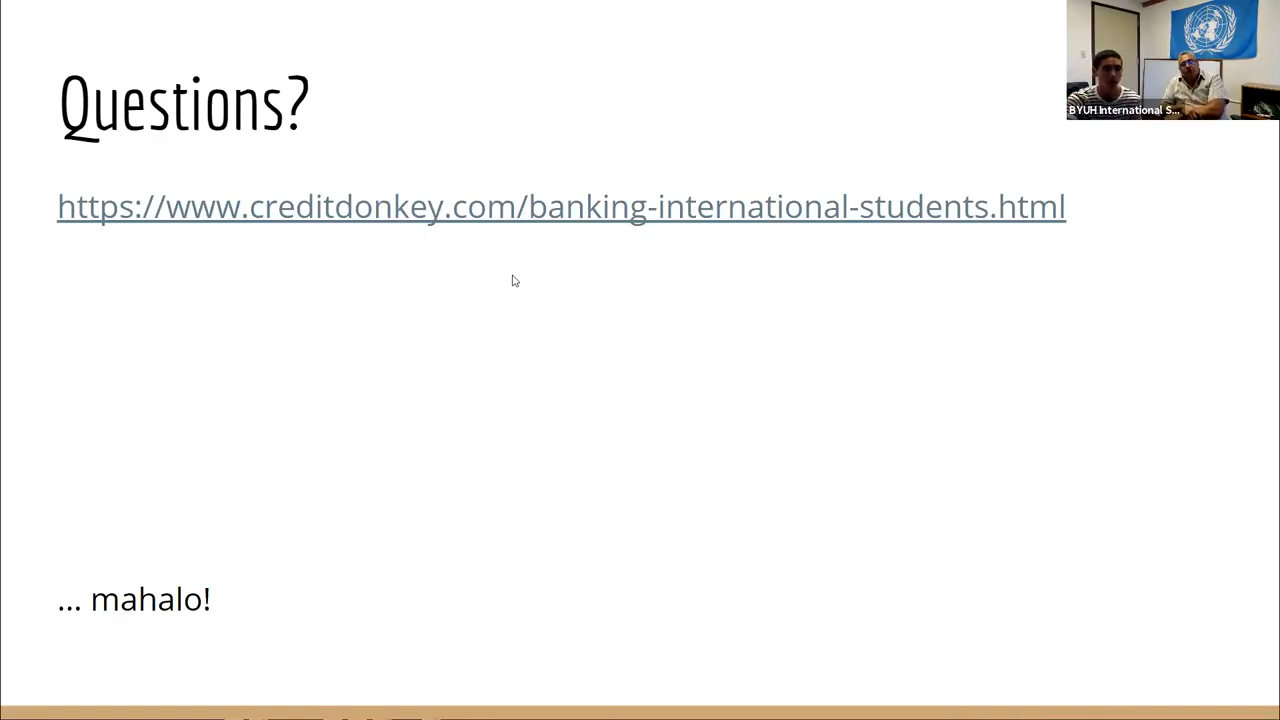 Questions?
BYUH International S...
https://www.creditdonkey.com/banking-international-students.html
... mahalo!